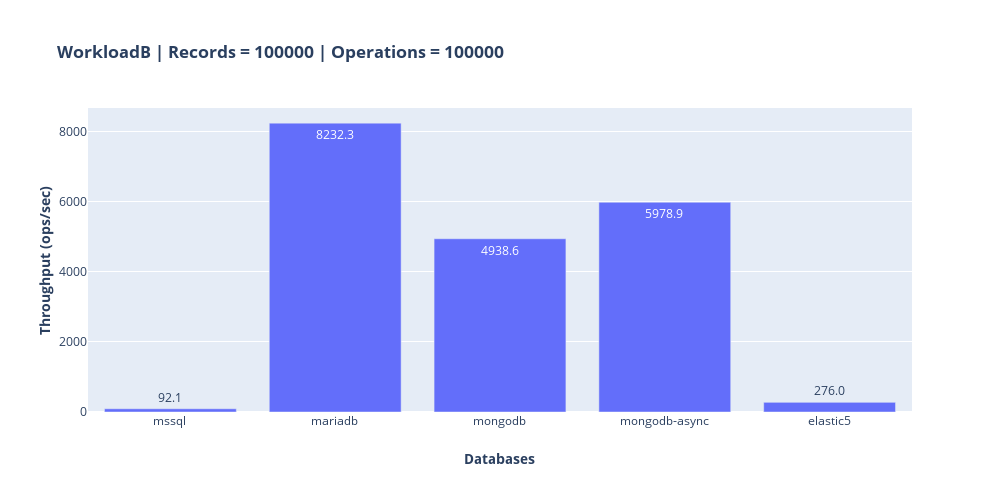 WorkloadB | Records = 100000 | Operations = 100000
Throughput (ops/sec)
8000
6000
4000
2000
0
92.1
8232.3
4938.6
5978.9
276.0
mssql
mariadb
mongodb
mongodb-async
elastic5
Databases